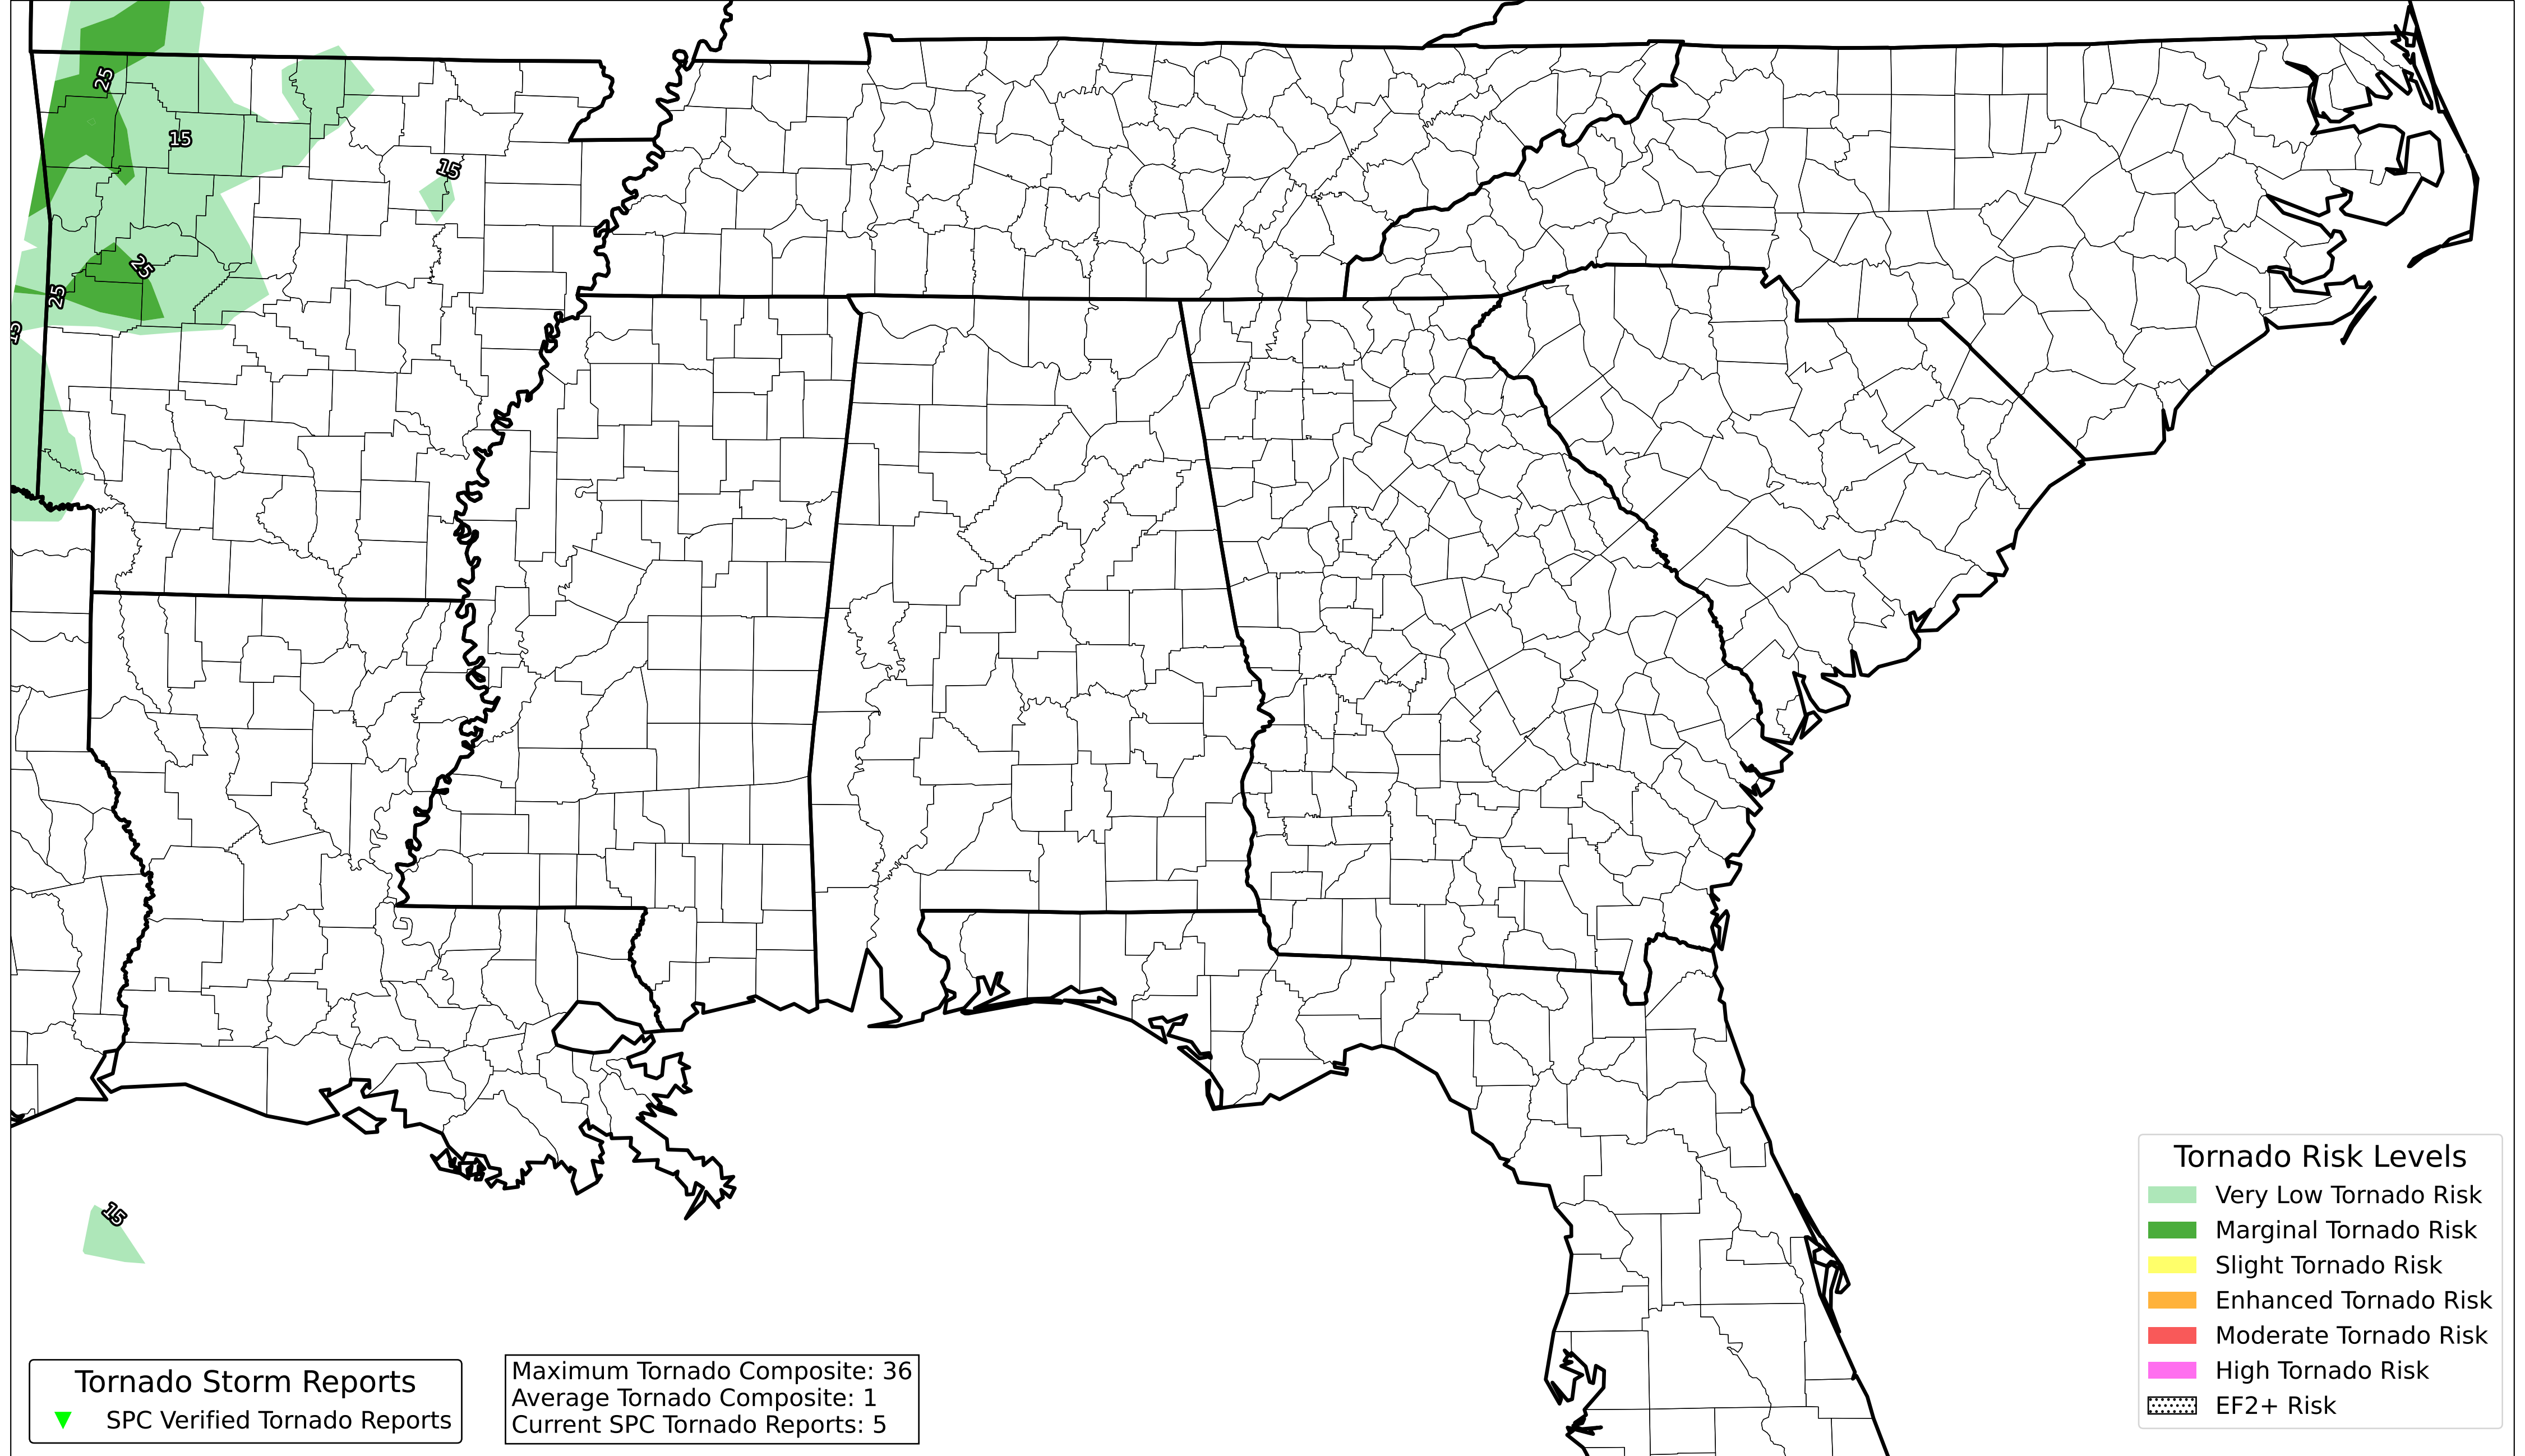 25
15
15
25
25
15
15
Tornado Risk Levels
Very Low Tornado Risk
Marginal Tornado Risk
Slight Tornado Risk
Enhanced Tornado Risk
Moderate Tornado Risk
High Tornado Risk
EF2+ Risk
Tornado Storm Reports
SPC Verified Tornado Reports
Maximum Tornado Composite: 36
Average Tornado Composite: 1
Current SPC Tornado Reports: 5